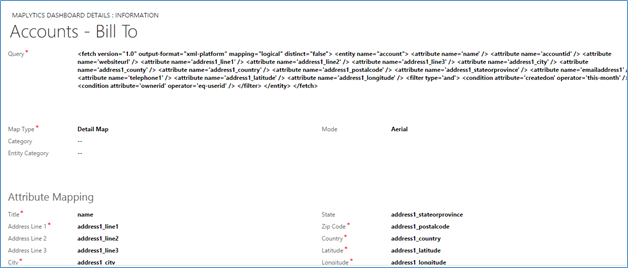 MAPLYTICS DASHBOARD DETAILS : INFORMATION
Accounts - Bill To
Query * <fetch version="1.0" output-format="xml-platform" mapping="logical" distinct="false"> <entity name="account"> <attribute name='name' /> <attribute name='accountid' /> <attribute
name='websiteurl' /> <attribute name='address1_line1' /> <attribute name='address1_line2' /> <attribute name='address1_line3' /> <attribute name='address1_city' /> <attribute
name='address1_county' /> <attribute name='address1_country' /> <attribute name='address1_postalcode' /> <attribute name='address1_stateorprovince' /> <attribute name='emailaddress1' /
<attribute name='telephone1' /> <attribute name='address1_latitude' /> <attribute name='address1_longitude' /> <filter type='and'> <condition attribute='createdon' operator='this-month' /
<condition attribute='ownerid' operator='eq-userid' /> </filter> </entity> </fetch>
Map Type * Detail Map Mode Aerial
Category --
Entity Category --
Attribute Mapping
Title * name State address1_stateorprovince
Address Line 1 * address1_line1 Zip Code * address1_postalcode
Address Line 2 address1_line2 Country * address1_country
Address Line 3 address1_line3 Latitude * address1_latitude
City * address1_city Longitude * address1_longitude